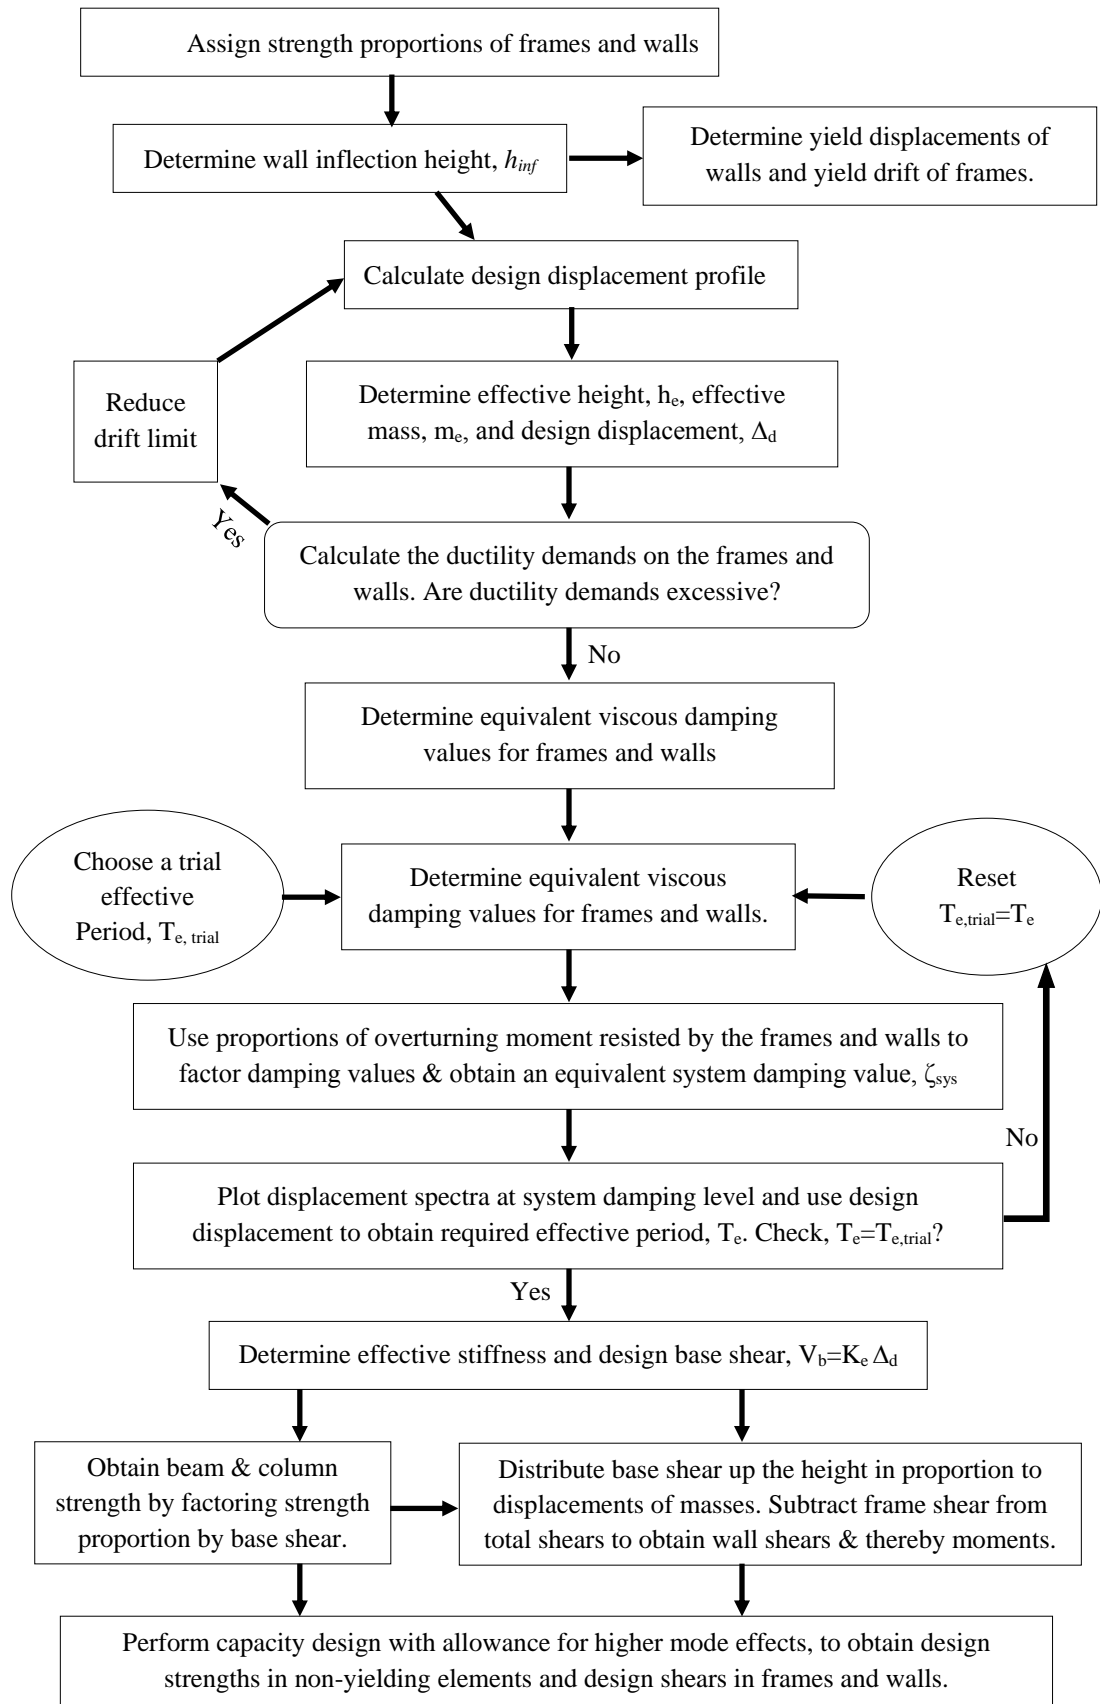 Assign strength proportions of frames and walls
Determine wall inflection height, h_inf
Determine yield displacements of
walls and yield drift of frames.
Calculate design displacement profile
Reduce
drift limit
Determine effective height, h_e, effective
mass, m_e, and design displacement, Δ_d
Yes
Calculate the ductility demands on the frames and
walls. Are ductility demands excessive?
No
Determine equivalent viscous damping
values for frames and walls
Choose a trial
effective
Period, T_e, trial
Determine equivalent viscous
damping values for frames and walls.
Reset
T_e,trial=T_e
Use proportions of overturning moment resisted by the frames and walls to
factor damping values & obtain an equivalent system damping value, ζ_sys
No
Plot displacement spectra at system damping level and use design
displacement to obtain required effective period, T_e. Check, T_e=T_e,trial?
Yes
Determine effective stiffness and design base shear, V_b=K_e Δ_d
Obtain beam & column
strength by factoring strength
proportion by base shear.
Distribute base shear up the height in proportion to
displacements of masses. Subtract frame shear from
total shears to obtain wall shears & thereby moments.
Perform capacity design with allowance for higher mode effects, to obtain design
strengths in non-yielding elements and design shears in frames and walls.